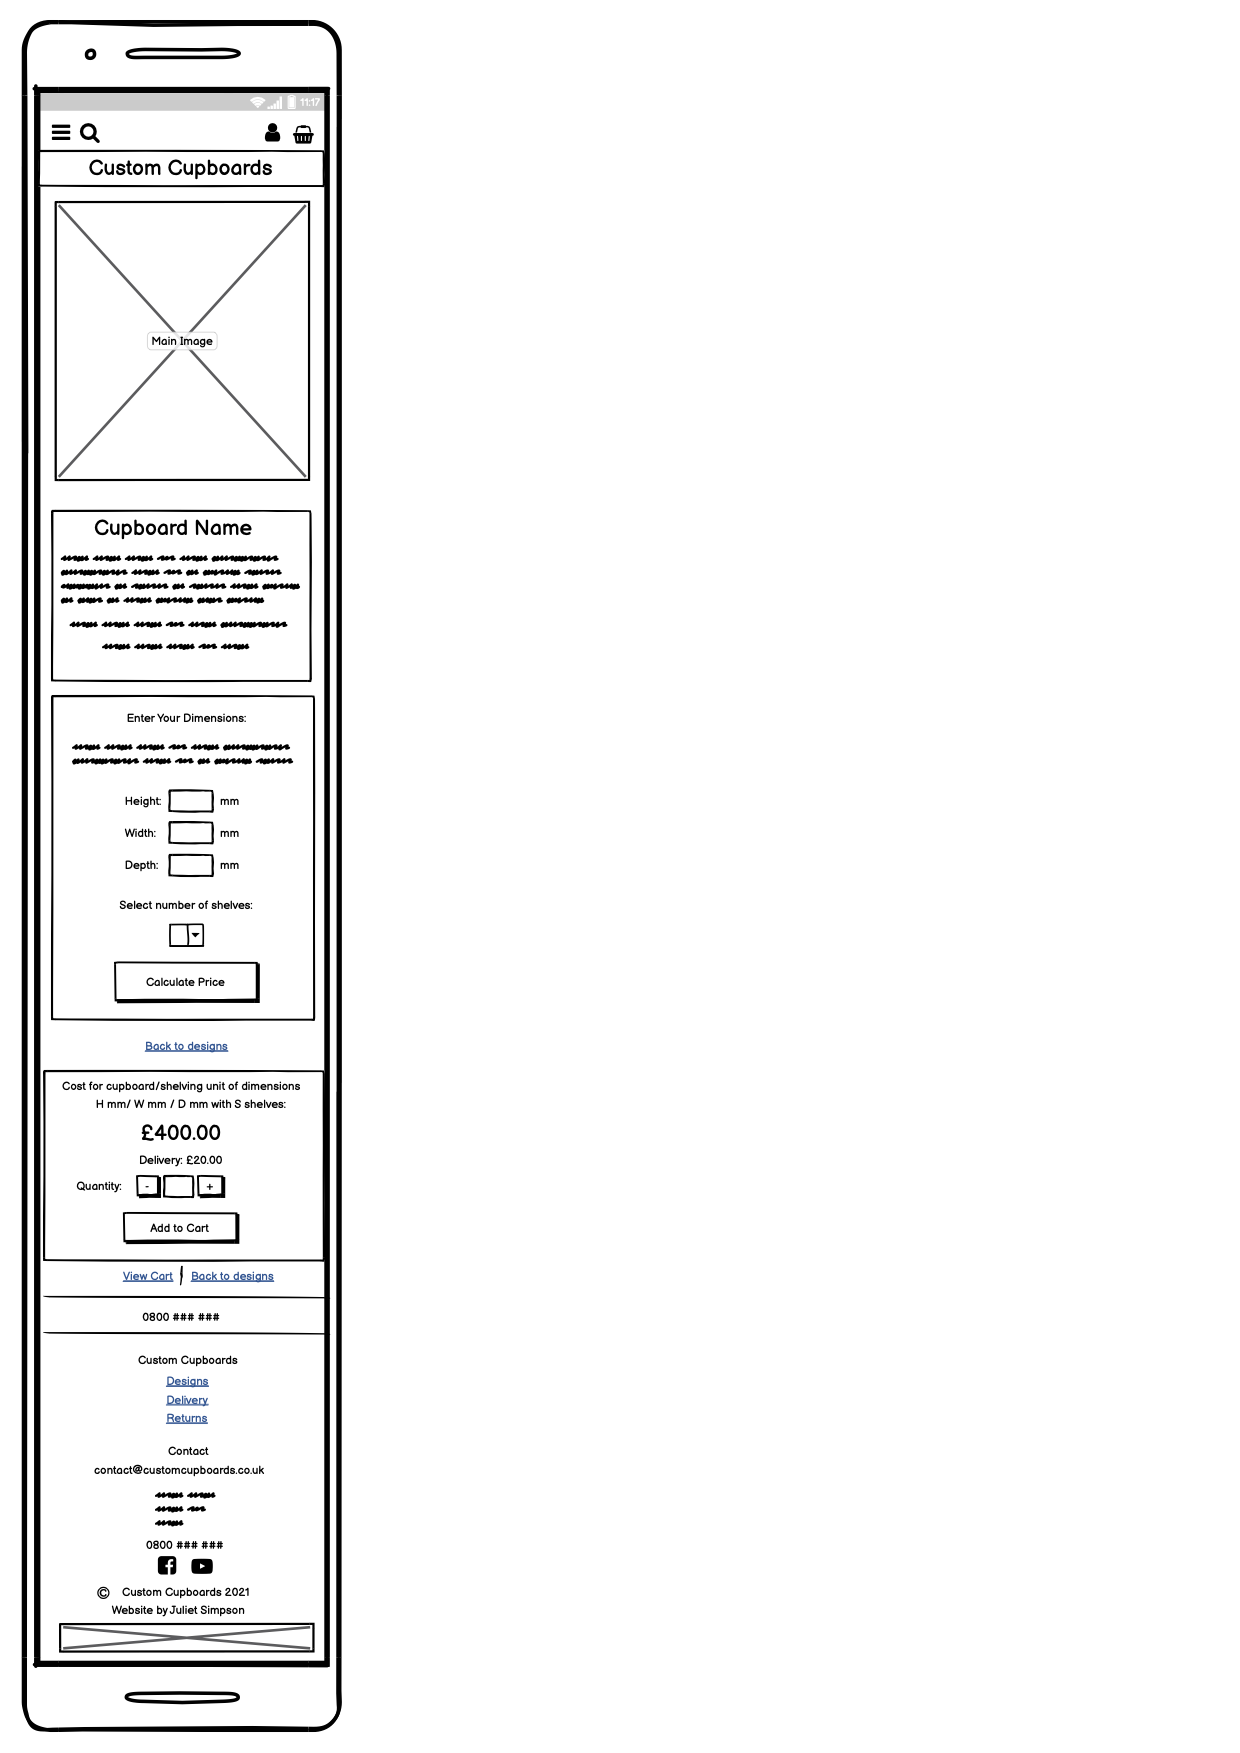 11:17
Custom Cupboards
Main Image
Cupboard Name
Enter Your Dimensions:
Height: mm
Width: mm
Depth: mm
Select number of shelves:
Calculate Price
Back to designs
Cost for cupboard/shelving unit of dimensions
H mm/ W mm / D mm with S shelves:
£400.00
Delivery: £20.00
Quantity: - +
Add to Cart
View Cart | Back to designs
0800 ### ###
Custom Cupboards
Designs
Delivery
Returns
Contact
contact@customcupboards.co.uk
0800 ### ###
© Custom Cupboards 2021
Website by Juliet Simpson